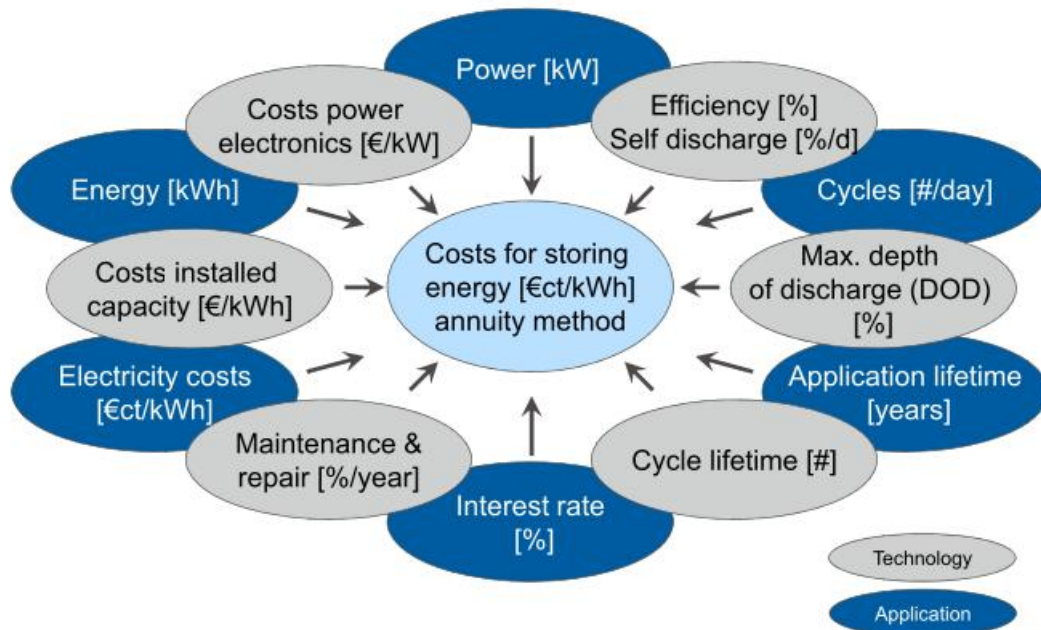 Power [kW]
Costs power
electronics [€/kW]
Efficiency [%]
Self discharge [%/d]
Energy [kWh]
Cycles [#/day]
Costs installed
capacity [€/kWh]
Costs for storing
energy [€ct/kWh]
annuity method
Max. depth
of discharge (DOD)
[%]
Electricity costs
[€ct/kWh]
Application lifetime
[years]
Maintenance &
repair [%/year]
Cycle lifetime [#]
Interest rate
[%]
Technology
Application